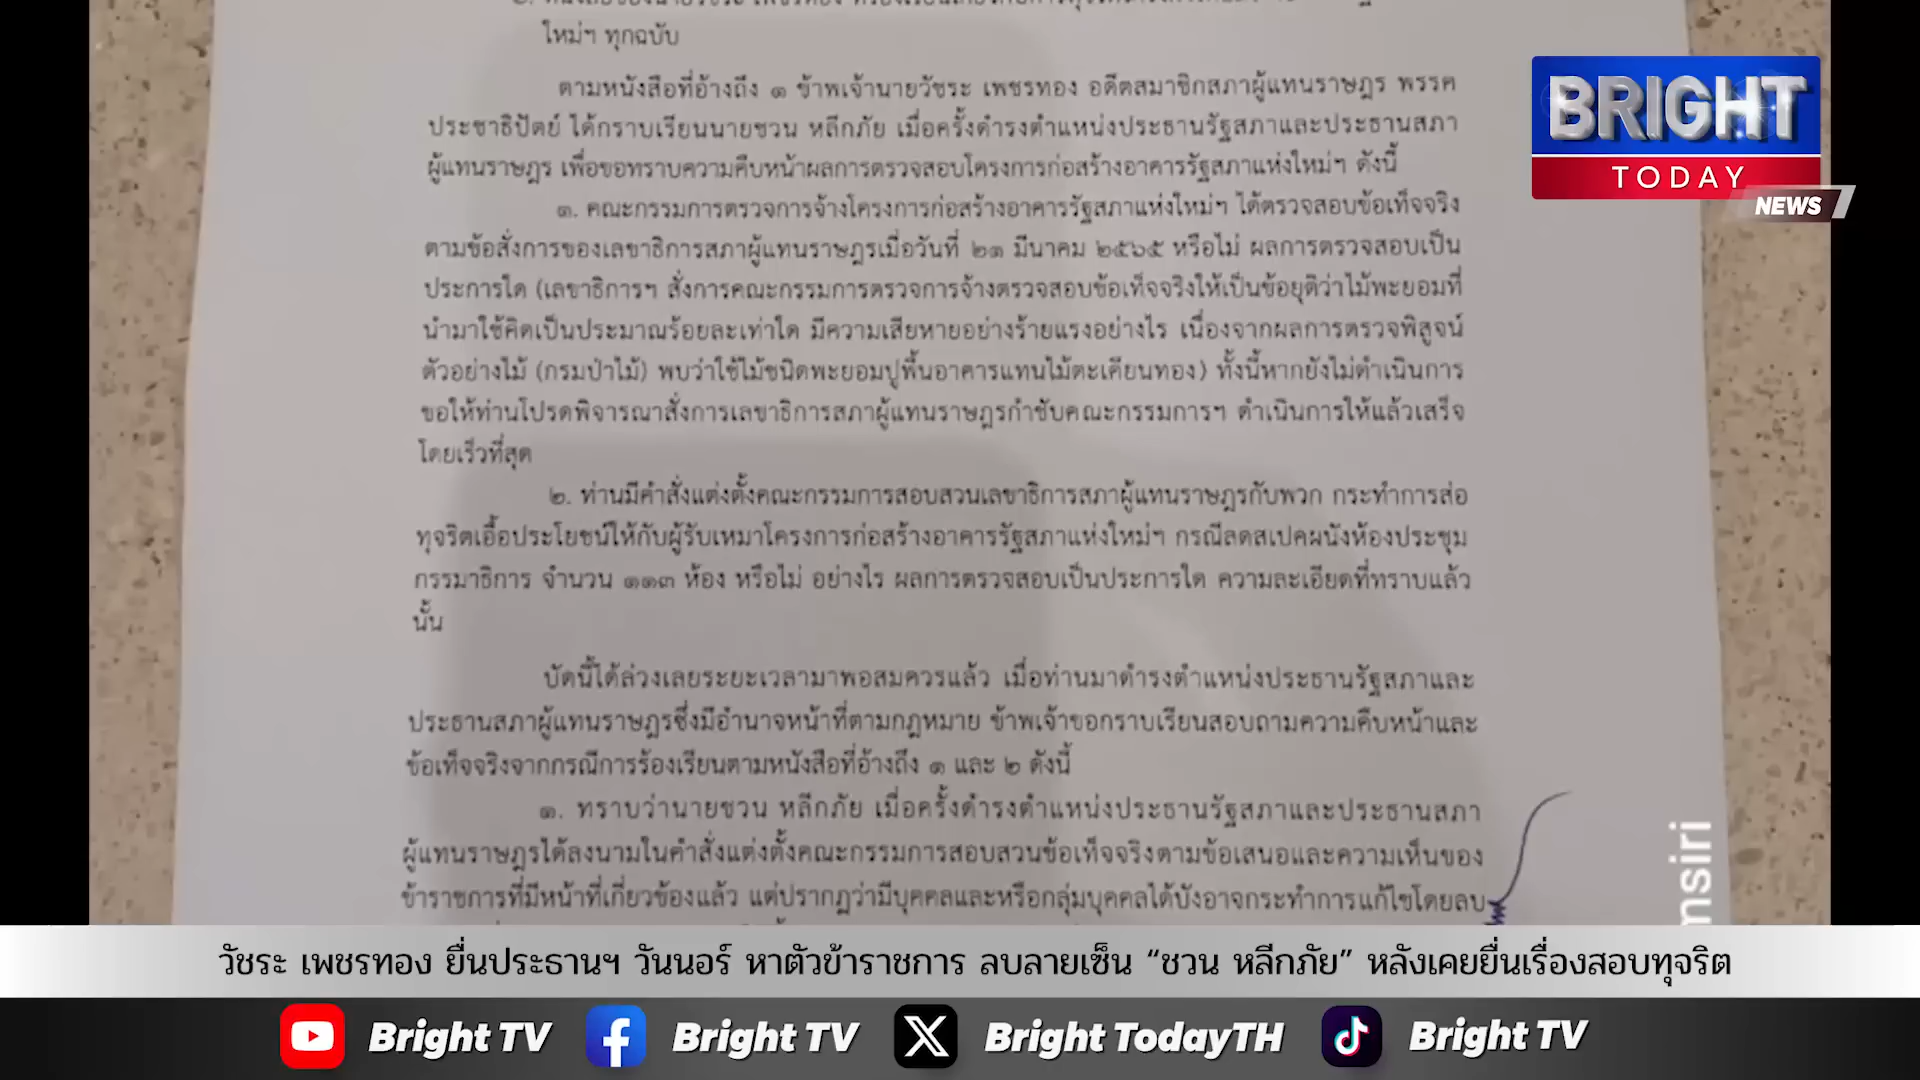 ใหม่ฯ ทุกฉบับ
ตามหนังสือที่อ้างถึง ๑ ข้าพเจ้านายวัชระ เพชรทอง อดีตสมาชิกสภาผู้แทนราษฎร พรรค
ประชาธิปัตย์ ได้กราบเรียนนายชวน หลีกภัย เมื่อครั้งดำรงตำแหน่งประธานรัฐสภาและประธานสภา
ผู้แทนราษฎร เพื่อขอทราบความคืบหน้าผลการตรวจสอบโครงการก่อสร้างอาคารรัฐสภาแห่งใหม่ฯ ดังนี้
๑. คณะกรรมการตรวจการจ้างโครงการก่อสร้างอาคารรัฐสภาแห่งใหม่ฯ ได้ตรวจสอบข้อเท็จจริง
ตามข้อสั่งการของเลขาธิการสภาผู้แทนราษฎรเมื่อวันที่ ๒๑ มีนาคม ๒๕๖๕ หรือไม่ ผลการตรวจสอบเป็น
ประการใด (เลขาธิการฯ สั่งการคณะกรรมการตรวจการจ้างตรวจสอบข้อเท็จจริงให้เป็นข้อยุติว่าไม้พะยอมที่
นำมาใช้คิดเป็นประมาณร้อยละเท่าใด มีความเสียหายอย่างร้ายแรงอย่างไร เนื่องจากผลการตรวจพิสูจน์
ตัวอย่างไม้ (กรมป่าไม้) พบว่าใช้ไม้ชนิดพะยอมปูพื้นอาคารแทนไม้ตะเคียนทอง) ทั้งนี้หากยังไม่ดำเนินการ
ขอให้ท่านโปรดพิจารณาสั่งการเลขาธิการสภาผู้แทนราษฎรกำชับคณะกรรมการฯ ดำเนินการให้แล้วเสร็จ
โดยเร็วที่สุด
๒. ท่านมีคำสั่งแต่งตั้งคณะกรรมการสอบสวนเลขาธิการสภาผู้แทนราษฎรกับพวก กระทำการส่อ
ทุจริตเอื้อประโยชน์ให้กับผู้รับเหมาโครงการก่อสร้างอาคารรัฐสภาแห่งใหม่ฯ กรณีลดสเปคผนังห้องประชุม
กรรมาธิการ จำนวน ๑๑๓ ห้อง หรือไม่ อย่างไร ผลการตรวจสอบเป็นประการใด ความละเอียดที่ทราบแล้ว
นั้น
บัดนี้ได้ล่วงเลยระยะเวลามาพอสมควรแล้ว เมื่อท่านมาดำรงตำแหน่งประธานรัฐสภาและ
ประธานสภาผู้แทนราษฎรซึ่งมีอำนาจหน้าที่ตามกฎหมาย ข้าพเจ้าขอกราบเรียนสอบถามความคืบหน้าและ
ข้อเท็จจริงจากกรณีการร้องเรียนตามหนังสือที่อ้างถึง ๑ และ ๒ ดังนี้
๑. ทราบว่านายชวน หลีกภัย เมื่อครั้งดำรงตำแหน่งประธานรัฐสภาและประธานสภา
ผู้แทนราษฎรได้ลงนามในคำสั่งแต่งตั้งคณะกรรมการสอบสวนข้อเท็จจริงตามข้อเสนอและความเห็นของ
ข้าราชการที่มีหน้าที่เกี่ยวข้องแล้ว แต่ปรากฏว่ามีบุคคลและหรือกลุ่มบุคคลได้บังอาจกระทำการแก้ไขโดยลบ
BRIGHT
TODAY
NEWS
msiri
วัชระ เพชรทอง ยื่นประธานฯ วันนอร์ หาตัวข้าราชการ ลบลายเซ็น “ชวน หลีกภัย” หลังเคยยื่นเรื่องสอบทุจริต
Bright TV Bright TV Bright TodayTH Bright TV